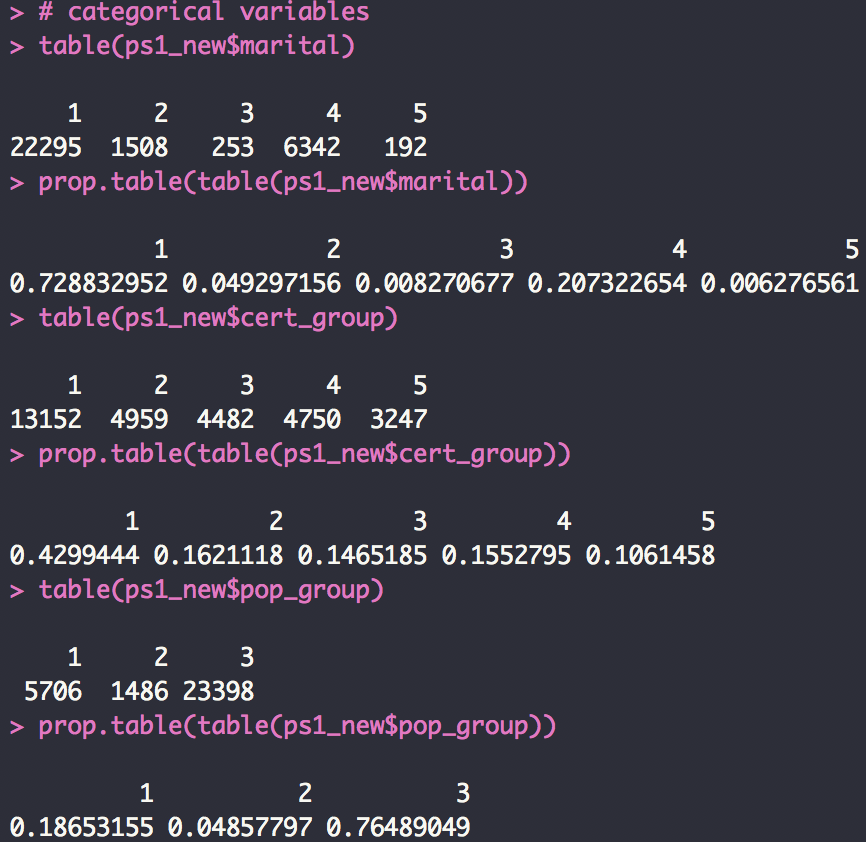 > # categorical variables
> table(ps1_new$marital)
1 2 3 4 5
22295 1508 253 6342 192
> prop.table(table(ps1_new$marital))
1 2 3 4 5
0.728832952 0.049297156 0.008270677 0.207322654 0.006276561
> table(ps1_new$cert_group)
1 2 3 4 5
13152 4959 4482 4750 3247
> prop.table(table(ps1_new$cert_group))
1 2 3 4 5
0.4299444 0.1621118 0.1465185 0.1552795 0.1061458
> table(ps1_new$pop_group)
1 2 3
5706 1486 23398
> prop.table(table(ps1_new$pop_group))
1 2 3
0.18653155 0.04857797 0.76489049